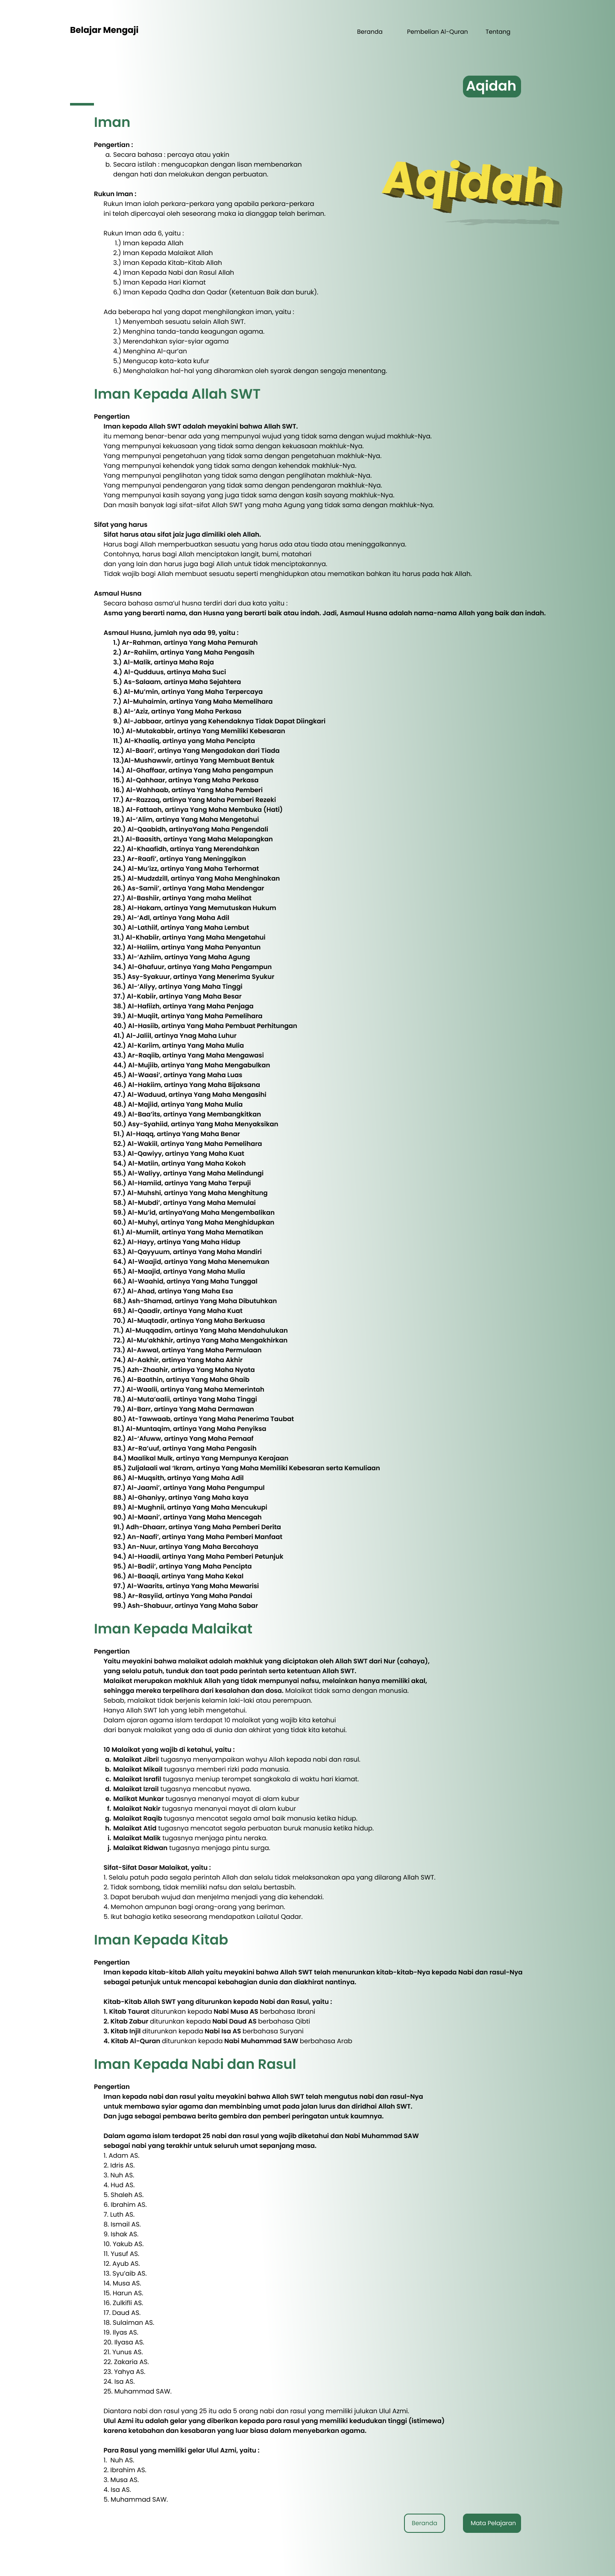 Belajar Mengaji
Beranda
Pembelian Al-Quran
Tentang
Aqidah
Iman
Aqidah
Pengertian :
a. Secara bahasa : percaya atau yakin
b. Secara istilah : mengucapkan dengan lisan membenarkan
dengan hati dan melakukan dengan perbuatan.
Rukun Iman :
Rukun Iman ialah perkara-perkara yang apabila perkara-perkara
ini telah dipercayai oleh seseorang maka ia dianggap telah beriman.
Rukun Iman ada 6, yaitu :
1.) Iman kepada Allah
2.) Iman Kepada Malaikat Allah
3.) Iman Kepada Kitab-Kitab Allah
4.) Iman Kepada Nabi dan Rasul Allah
5.) Iman Kepada Hari Kiamat
6.) Iman Kepada Qadha dan Qadar (Ketentuan Baik dan buruk).
Ada beberapa hal yang dapat menghilangkan iman, yaitu :
1.) Menyembah sesuatu selain Allah SWT.
2.) Menghina tanda-tanda keagungan agama.
3.) Merendahkan syiar-syiar agama
4.) Menghina Al-qur'an
5.) Mengucap kata-kata kufur
6.) Menghalalkan hal-hal yang diharamkan oleh syarak dengan sengaja menentang.
Iman Kepada Allah SWT
Pengertian
Iman kepada Allah SWT adalah meyakini bahwa Allah SWT.
Itu memang benar-benar ada yang mempunyai wujud yang tidak sama dengan wujud makhluk-Nya.
Yang mempunyai kekuasaan yang tidak sama dengan kekuasaan makhluk-Nya.
Yang mempunyai pengetahuan yang tidak sama dengan pengetahuan makhluk-Nya.
Yang mempunyai kehendak yang tidak sama dengan kehendak makhluk-Nya.
Yang mempunyai penglihatan yang tidak sama dengan penglihatan makhluk-Nya.
Yang mempunyai pendengaran yang tidak sama dengan pendengaran makhluk-Nya.
Yang mempunyai kasih sayang yang juga tidak sama dengan kasih sayang makhluk-Nya.
Dan masih banyak lagi sifat-sifat Allah SWT yang maha Agung yang tidak sama dengan makhluk-Nya.
Sifat yang harus
Sifat harus atau sifat jaiz juga dimiliki oleh Allah.
Harus bagi Allah memperbuatkan sesuatu yang harus ada atau tiada atau meninggalkannya.
Contohnya, harus bagi Allah menciptakan langit, bumi, matahari
dan yang lain dan harus juga bagi Allah untuk tidak menciptakannya.
Tidak wajib bagi Allah membuat sesuatu seperti menghidupkan atau mematikan bahkan itu harus pada hak Allah.
Asmaul Husna
Secara bahasa asma'ul husna terdiri dari dua kata yaitu :
Asma yang berarti nama, dan Husna yang berarti baik atau indah. Jadi, Asmaul Husna adalah nama-nama Allah yang baik dan indah.
Asmaul Husna, jumlah nya ada 99, yaitu :
1.) Ar-Rahman, artinya Yang Maha Pemurah
2.) Ar-Rahiim, artinya Yang Maha Pengasih
3.) Al-Malik, artinya Maha Raja
4.) Al-Qudduus, artinya Maha Suci
5.) As-Salaam, artinya Maha Sejahtera
6.) Al-Mu'min, artinya Yang Maha Terpercaya
7.) Al-Muhaimin, artinya Yang Maha Memelihara
8.) Al-'Aziz, artinya Yang Maha Perkasa
9.) Al-Jabbaar, artinya yang Kehendaknya Tidak Dapat Diingkari
10.) Al-Mutakabbir, artinya Yang Memiliki Kebesaran
11.) Al-Khaaliq, artinya yang Maha Pencipta
12.) Al-Baari', artinya Yang Mengadakan dari Tiada
13.)Al-Mushawwir, artinya Yang Membuat Bentuk
14.) Al-Ghaffaar, artinya Yang Maha pengampun
15.) Al-Qahhaar, artinya Yang Maha Perkasa
16.) Al-Wahhaab, artinya Yang Maha Pemberi
17.) Ar-Razzaq, artinya Yang Maha Pemberi Rezeki
18.) Al-Fattaah, artinya Yang Maha Membuka (Hati)
19.) Al-'Alim, artinya Yang Maha Mengetahui
20.) Al-Qaabidh, artinyaYang Maha Pengendali
21.) Al-Baasith, artinya Yang Maha Melapangkan
22.) Al-Khaafidh, artinya Yang Merendahkan
23.) Ar-Raafi', artinya Yang Meninggikan
24.) Al-Mu'izz, artinya Yang Maha Terhormat
25.) Al-Mudzdzill, artinya Yang Maha Menghinakan
26.) As-Samii', artinya Yang Maha Mendengar
27.) Al-Bashiir, artinya Yang maha Melihat
28.) Al-Hakam, artinya Yang Memutuskan Hukum
29.) Al-'Adl, artinya Yang Maha Adil
30.) Al-Lathiif, artinya Yang Maha Lembut
31.) Al-Khabiir, artinya Yang Maha Mengetahui
32.) Al-Haliim, artinya Yang Maha Penyantun
33.) Al-'Azhiim, artinya Yang Maha Agung
34.) Al-Ghafuur, artinya Yang Maha Pengampun
35.) Asy-Syakuur, artinya Yang Menerima Syukur
36.) Al-'Aliyy, artinya Yang Maha Tinggi
37.) Al-Kabiir, artinya Yang Maha Besar
38.) Al-Hafiizh, artinya Yang Maha Penjaga
39.) Al-Muqiit, artinya Yang Maha Pemelihara
40.) Al-Hasiib, artinya Yang Maha Pembuat Perhitungan
41.) Al-Jaliil, artinya Ynag Maha Luhur
42.) Al-Kariim, artinya Yang Maha Mulia
43.) Ar-Raqiib, artinya Yang Maha Mengawasi
44.) Al-Mujiib, artinya Yang Maha Mengabulkan
45.) Al-Waasi', artinya Yang Maha Luas
46.) Al-Hakiim, artinya Yang Maha Bijaksana
47.) Al-Waduud, artinya Yang Maha Mengasihi
48.) Al-Majiid, artinya Yang Maha Mulia
49.) Al-Baa'its, artinya Yang Membangkitkan
50.) Asy-Syahiid, artinya Yang Maha Menyaksikan
51.) Al-Haqq, artinya Yang Maha Benar
52.) Al-Wakiil, artinya Yang Maha Pemelihara
53.) Al-Qawiyy, artinya Yang Maha Kuat
54.) Al-Matiin, artinya Yang Maha Kokoh
55.) Al-Waliyy, artinya Yang Maha Melindungi
56.) Al-Hamiid, artinya Yang Maha Terpuji
57.) Al-Muhshi, artinya Yang Maha Menghitung
58.) Al-Mubdi', artinya Yang Maha Memulai
59.) Al-Mu'id, artinyaYang Maha Mengembalikan
60.) Al-Muhyi, artinya Yang Maha Menghidupkan
61.) Al-Mumiit, artinya Yang Maha Mematikan
62.) Al-Hayy, artinya Yang Maha Hidup
63.) Al-Qayyuum, artinya Yang Maha Mandiri
64.) Al-Waajid, artinya Yang Maha Menemukan
65.) Al-Maajid, artinya Yang Maha Mulia
66.) Al-Waahid, artinya Yang Maha Tunggal
67.) Al-Ahad, artinya Yang Maha Esa
68.) Ash-Shamad, artinya Yang Maha Dibutuhkan
69.) Al-Qaadir, artinya Yang Maha Kuat
70.) Al-Muqtadir, artinya Yang Maha Berkuasa
71.) Al-Muqqadim, artinya Yang Maha Mendahulukan
72.) Al-Mu'akhkhir, artinya Yang Maha Mengakhirkan
73.) Al-Awwal, artinya Yang Maha Permulaan
74.) Al-Aakhir, artinya Yang Maha Akhir
75.) Azh-Zhaahir, artinya Yang Maha Nyata
76.) Al-Baathin, artinya Yang Maha Ghaib
77.) Al-Waalii, artinya Yang Maha Memerintah
78.) Al-Muta'aalii, artinya Yang Maha Tinggi
79.) Al-Barr, artinya Yang Maha Dermawan
80.) At-Tawwaab, artinya Yang Maha Penerima Taubat
81.) Al-Muntaqim, artinya Yang Maha Penyiksa
82.) Al-'Afuww, artinya Yang Maha Pemaaf
83.) Ar-Ra'uuf, artinya Yang Maha Pengasih
84.) Maalikal Mulk, artinya Yang Mempunya Kerajaan
85.) Zuljalaali wal 'Ikram, artinya Yang Maha Memiliki Kebesaran serta Kemuliaan
86.) Al-Muqsith, artinya Yang Maha Adil
87.) Al-Jaami', artinya Yang Maha Pengumpul
88.) Al-Ghaniyy, artinya Yang Maha kaya
89.) Al-Mughnii, artinya Yang Maha Mencukupi
90.) Al-Maani', artinya Yang Maha Mencegah
91.) Adh-Dhaarr, artinya Yang Maha Pemberi Derita
92.) An-Naafi', artinya Yang Maha Pemberi Manfaat
93.) An-Nuur, artinya Yang Maha Bercahaya
94.) Al-Haadii, artinya Yang Maha Pemberi Petunjuk
95.) Al-Badii', artinya Yang Maha Pencipta
96.) Al-Baaqii, artinya Yang Maha Kekal
97.) Al-Waarits, artinya Yang Maha Mewarisi
98.) Ar-Rasyiid, artinya Yang Maha Pandai
99.) Ash-Shabuur, artinya Yang Maha Sabar
Iman Kepada Malaikat
Pengertian
Yaitu meyakini bahwa malaikat adalah makhluk yang diciptakan oleh Allah SWT dari Nur (cahaya),
yang selalu patuh, tunduk dan taat pada perintah serta ketentuan Allah SWT.
Malaikat merupakan makhluk Allah yang tidak mempunyai nafsu, melainkan hanya memiliki akal,
sehingga mereka terpelihara dari kesalahan dan dosa. Malaikat tidak sama dengan manusia.
Sebab, malaikat tidak berjenis kelamin laki-laki atau perempuan.
Hanya Allah SWT lah yang lebih mengetahui.
Dalam ajaran agama islam terdapat 10 malaikat yang wajib kita ketahui
dari banyak malaikat yang ada di dunia dan akhirat yang tidak kita ketahui.
10 Malaikat yang wajib di ketahui, yaitu :
a. Malaikat Jibril tugasnya menyampaikan wahyu Allah kepada nabi dan rasul.
b. Malaikat Mikail tugasnya memberi rizki pada manusia.
c. Malaikat Israfil tugasnya meniup terompet sangkakala di waktu hari kiamat.
d. Malaikat Izrail tugasnya mencabut nyawa.
e. Malikat Munkar tugasnya menanyai mayat di alam kubur
f. Malaikat Nakir tugasnya menanyai mayat di alam kubur
g. Malaikat Raqib tugasnya mencatat segala amal baik manusia ketika hidup.
h. Malaikat Atid tugasnya mencatat segala perbuatan buruk manusia ketika hidup.
i. Malaikat Malik tugasnya menjaga pintu neraka.
j. Malaikat Ridwan tugasnya menjaga pintu surga.
Sifat-Sifat Dasar Malaikat, yaitu :
1. Selalu patuh pada segala perintah Allah dan selalu tidak melaksanakan apa yang dilarang Allah SWT.
2. Tidak sombong, tidak memiliki nafsu dan selalu bertasbih.
3. Dapat berubah wujud dan menjelma menjadi yang dia kehendaki.
4. Memohon ampunan bagi orang-orang yang beriman.
5. Ikut bahagia ketika seseorang mendapatkan Lailatul Qadar.
Iman Kepada Kitab
Pengertian
Iman kepada kitab-kitab Allah yaitu meyakini bahwa Allah SWT telah menurunkan kitab-kitab-Nya kepada Nabi dan rasul-Nya
sebagai petunjuk untuk mencapai kebahagian dunia dan diakhirat nantinya.
Kitab-Kitab Allah SWT yang diturunkan kepada Nabi dan Rasul, yaitu :
1. Kitab Taurat diturunkan kepada Nabi Musa AS berbahasa Ibrani
2. Kitab Zabur diturunkan kepada Nabi Daud AS berbahasa Qibti
3. Kitab Injil diturunkan kepada Nabi Isa AS berbahasa Suryani
4. Kitab Al-Quran diturunkan kepada Nabi Muhammad SAW berbahasa Arab
Iman Kepada Nabi dan Rasul
Pengertian
Iman kepada nabi dan rasul yaitu meyakini bahwa Allah SWT telah mengutus nabi dan rasul-Nya
untuk membawa syiar agama dan membinbing umat pada jalan lurus dan diridhai Allah SWT.
Dan juga sebagai pembawa berita gembira dan pemberi peringatan untuk kaumnya.
Dalam agama islam terdapat 25 nabi dan rasul yang wajib diketahui dan Nabi Muhammad SAW
sebagai nabi yang terakhir untuk seluruh umat sepanjang masa.
1. Adam AS.
2. Idris AS.
3. Nuh AS.
4. Hud AS.
5. Shaleh AS.
6. Ibrahim AS.
7. Luth AS.
8. Ismail AS.
9. Ishak AS.
10. Yakub AS.
11. Yusuf AS.
12. Ayub AS.
13. Syu'aib AS.
14. Musa AS.
15. Harun AS.
16. Zulkifli AS.
17. Daud AS.
18. Sulaiman AS.
19. Ilyas AS.
20. Ilyasa AS.
21. Yunus AS.
22. Zakaria AS.
23. Yahya AS.
24. Isa AS.
25. Muhammad SAW.
Diantara nabi dan rasul yang 25 itu ada 5 orang nabi dan rasul yang memiliki julukan Ulul Azmi.
Ulul Azmi itu adalah gelar yang diberikan kepada para rasul yang memiliki kedudukan tinggi (istimewa)
karena ketabahan dan kesabaran yang luar biasa dalam menyebarkan agama.
Para Rasul yang memiliki gelar Ulul Azmi, yaitu :
1. Nuh AS.
2. Ibrahim AS.
3. Musa AS.
4. Isa AS.
5. Muhammad SAW.
Beranda
Mata Pelajaran